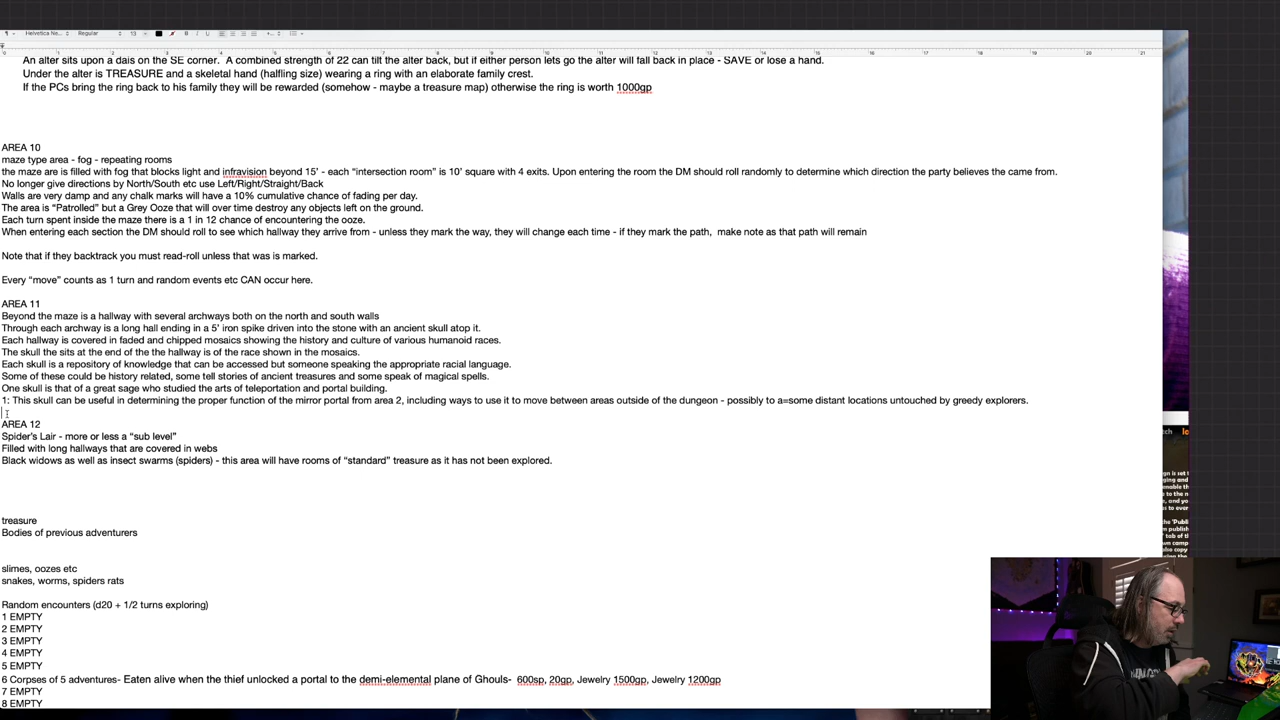 Helvetica Ne...
Regular
13
B I U
0 1 2 3 4 5 6 7 8 9 10 11 12 13 14 15 16 17 18 19 20 21
An alter sits upon a dais on the SE corner. A combined strength of 22 can tilt the alter back, but if either person lets go the alter will fall back in place - SAVE or lose a hand.
Under the alter is TREASURE and a skeletal hand (halfling size) wearing a ring with an elaborate family crest.
If the PCs bring the ring back to his family they will be rewarded (somehow - maybe a treasure map) otherwise the ring is worth 1000gp
AREA 10
maze type area - fog - repeating rooms
the maze are is filled with fog that blocks light and infravision beyond 15' - each “intersection room” is 10' square with 4 exits. Upon entering the room the DM should roll randomly to determine which direction the party believes the came from.
No longer give directions by North/South etc use Left/Right/Straight/Back
Walls are very damp and any chalk marks will have a 10% cumulative chance of fading per day.
The area is “Patrolled” but a Grey Ooze that will over time destroy any objects left on the ground.
Each turn spent inside the maze there is a 1 in 12 chance of encountering the ooze.
When entering each section the DM should roll to see which hallway they arrive from - unless they mark the way, they will change each time - if they mark the path, make note as that path will remain
Note that if they backtrack you must read-roll unless that was is marked.
Every “move” counts as 1 turn and random events etc CAN occur here.
AREA 11
Beyond the maze is a hallway with several archways both on the north and south walls
Through each archway is a long hall ending in a 5' iron spike driven into the stone with an ancient skull atop it.
Each hallway is covered in faded and chipped mosaics showing the history and culture of various humanoid races.
The skull the sits at the end of the the hallway is of the race shown in the mosaics.
Each skull is a repository of knowledge that can be accessed but someone speaking the appropriate racial language.
Some of these could be history related, some tell stories of ancient treasures and some speak of magical spells.
One skull is that of a great sage who studied the arts of teleportation and portal building.
1: This skull can be useful in determining the proper function of the mirror portal from area 2, including ways to use it to move between areas outside of the dungeon - possibly to a=some distant locations untouched by greedy explorers.
AREA 12
Spider's Lair - more or less a “sub level”
Filled with long hallways that are covered in webs
Black widows as well as insect swarms (spiders) - this area will have rooms of “standard” treasure as it has not been explored.
treasure
Bodies of previous adventurers
slimes, oozes etc
snakes, worms, spiders rats
Random encounters (d20 + 1/2 turns exploring)
1 EMPTY
2 EMPTY
3 EMPTY
4 EMPTY
5 EMPTY
6 Corpses of 5 adventures- Eaten alive when the thief unlocked a portal to the demi-elemental plane of Ghouls- 600sp, 20gp, Jewelry 1500gp, Jewelry 1200gp
7 EMPTY
8 EMPTY